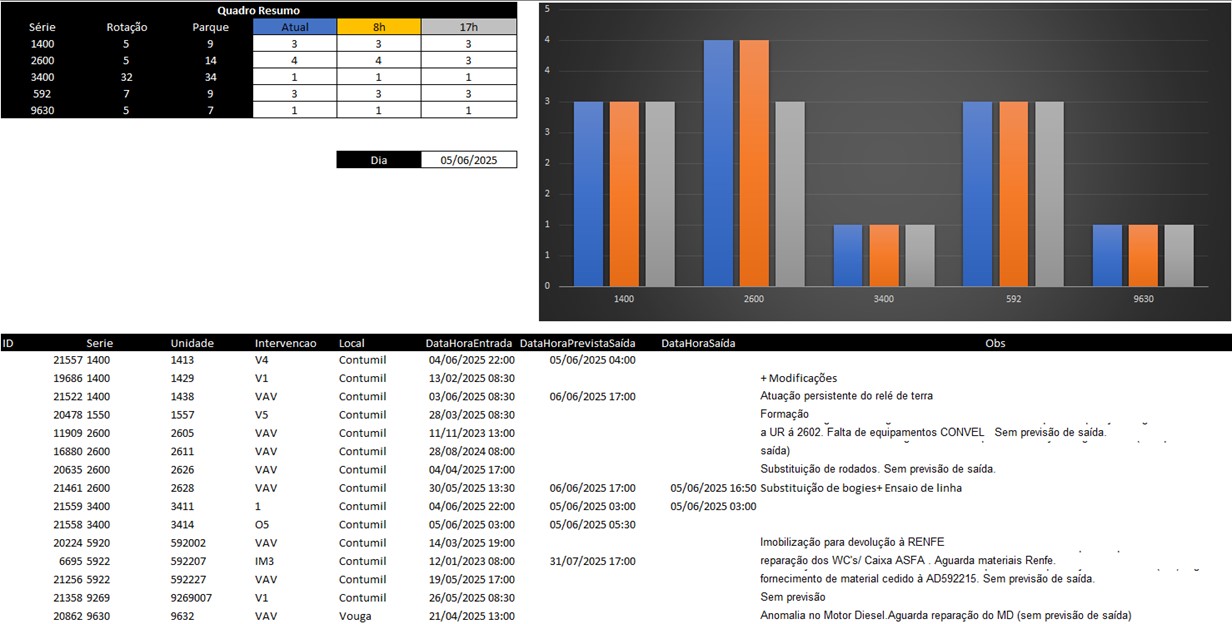 Quadro Resumo
Série Rotação Parque Atual 8h 17h
1400 5 9 3 3 3
2600 5 14 4 4 3
3400 32 34 1 1 1
592 7 9 3 3 3
9630 5 7 1 1 1
Dia 05/06/2025
5
4
4
3
3
2
2
1
1
0
1400 2600 3400 592 9630
ID Serie Unidade Intervencao Local DataHoraEntrada DataHoraPrevistaSaída DataHoraSaída Obs
21557 1400 1413 V4 Contumil 04/06/2025 22:00 05/06/2025 04:00
19686 1400 1429 V1 Contumil 13/02/2025 08:30 + Modificações
21522 1400 1438 VAV Contumil 03/06/2025 08:30 06/06/2025 17:00 Atuação persistente do relé de terra
20478 1550 1557 V5 Contumil 28/03/2025 08:30 Formação
11909 2600 2605 VAV Contumil 11/11/2023 13:00 a UR á 2602. Falta de equipamentos CONVEL Sem previsão de saída.
16880 2600 2611 VAV Contumil 28/08/2024 08:00 saída)
20635 2600 2626 VAV Contumil 04/04/2025 17:00 Substituição de rodados. Sem previsão de saída.
21461 2600 2628 VAV Contumil 30/05/2025 13:30 06/06/2025 17:00 05/06/2025 16:50 Substituição de bogies+ Ensaio de linha
21559 3400 3411 1 Contumil 04/06/2025 22:00 05/06/2025 03:00 05/06/2025 03:00
21558 3400 3414 O5 Contumil 05/06/2025 03:00 05/06/2025 05:30
20224 5920 592002 VAV Contumil 14/03/2025 19:00 Imobilização para devolução à RENFE
6695 5922 592207 IM3 Contumil 12/01/2023 08:00 31/07/2025 17:00 reparação dos WC's/ Caixa ASFA . Aguarda materiais Renfe.
21256 5922 592227 VAV Contumil 19/05/2025 17:00 fornecimento de material cedido à AD592215. Sem previsão de saída.
21358 9269 9269007 V1 Contumil 26/05/2025 08:30 Sem previsão
20862 9630 9632 VAV Vouga 21/04/2025 13:00 Anomalia no Motor Diesel.Aguarda reparação do MD (sem previsão de saída)